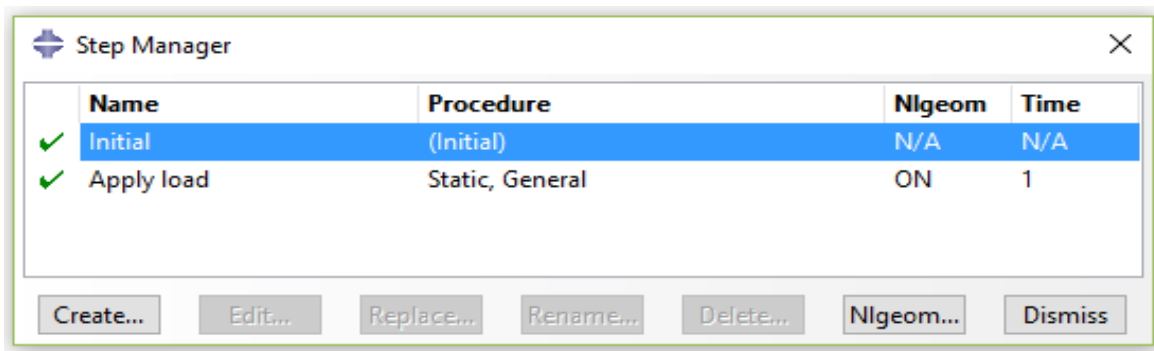 Step Manager
Name Procedure Nlgeom Time
Initial (Initial) N/A N/A
Apply load Static, General ON 1
Create... Edit... Replace... Rename... Delete... Nlgeom... Dismiss